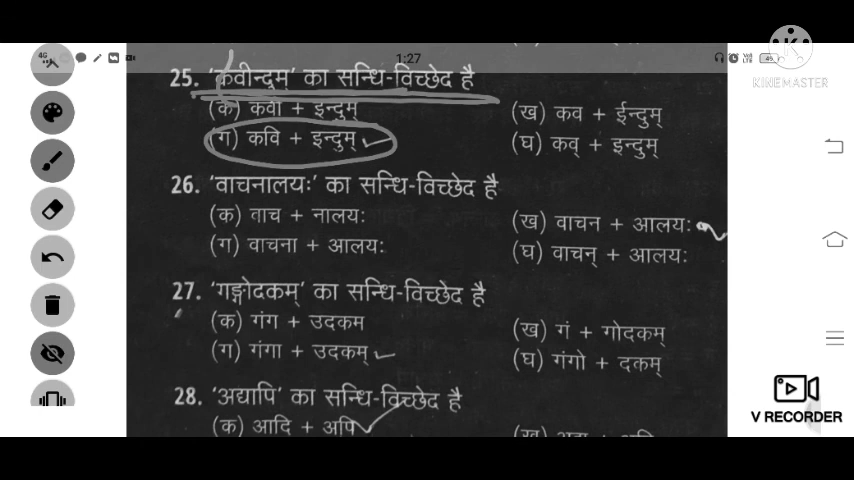 4G
1:27
KINEMASTER
25. 'कवीन्दुम्' का सन्धि-विच्छेद है
(क) कवी + इन्दुम् (ख) कव + ईन्दुम्
(ग) कवि + इन्दुम् (घ) कव् + इन्दुम्
26. 'वाचनालयः' का सन्धि-विच्छेद है
(क) ताच + नालयः (ख) वाचन + आलयः
(ग) वाचना + आलयः (घ) वाचन् + आलयः
27. 'गङ्गोदकम्' का सन्धि-विच्छेद है
(क) गंग + उदकम (ख) गं + गोदकम्
(ग) गंगा + उदकम् (घ) गंगो + दकम्
28. 'अद्यापि' का सन्धि-विच्छेद है
(क) आदि + अपि (ख)
V RECORDER